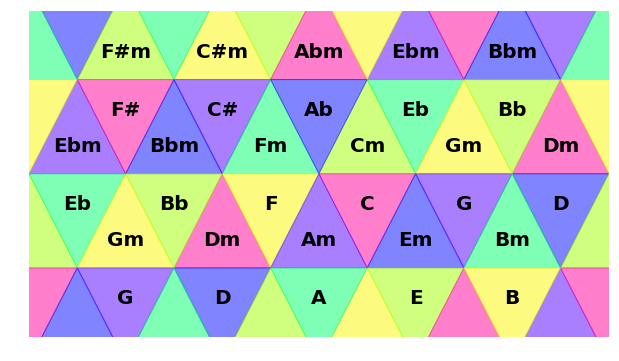 F#m C#m Abm Ebm Bbm
F# C# Ab Eb Bb
Ebm Bbm Fm Cm Gm Dm
Eb Bb F C G D
Gm Dm Am Em Bm
G D A E B